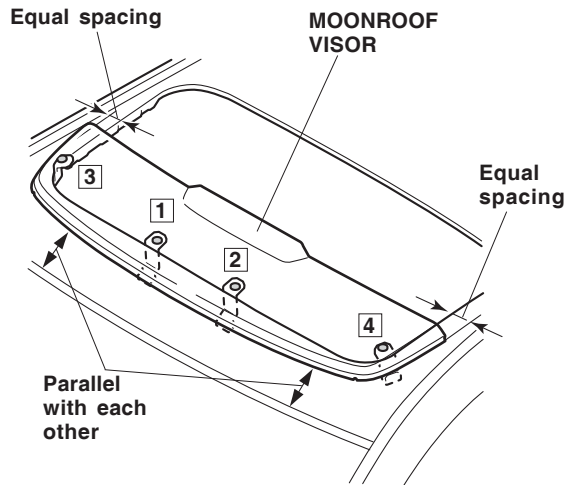 Equal spacing
MOONROOF
VISOR
3
1
2
4
Equal
spacing
Parallel
with each
other